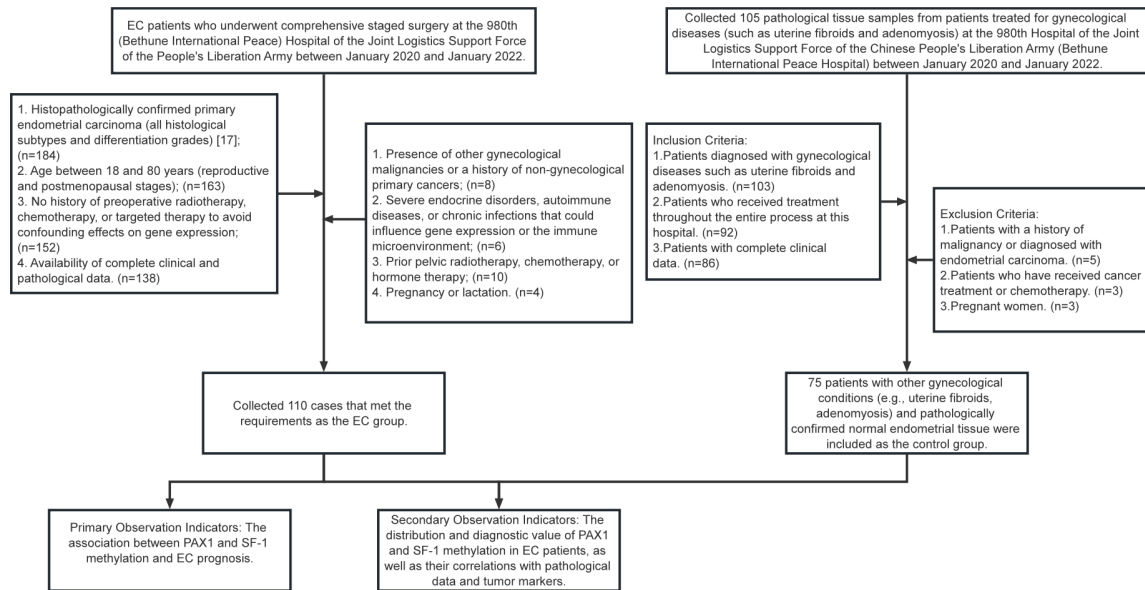 EC patients who underwent comprehensive staged surgery at the 980th
(Bethune International Peace) Hospital of the Joint Logistics Support Force
of the People's Liberation Army between January 2020 and January 2022.
Collected 105 pathological tissue samples from patients treated for gynecological
diseases (such as uterine fibroids and adenomyosis) at the 980th Hospital of the Joint
Logistics Support Force of the Chinese People's Liberation Army (Bethune
International Peace Hospital) between January 2020 and January 2022.
1. Histopathologically confirmed primary
endometrial carcinoma (all histological
subtypes and differentiation grades) [17];
(n=184)
2. Age between 18 and 80 years (reproductive
and postmenopausal stages); (n=163)
3. No history of preoperative radiotherapy,
chemotherapy, or targeted therapy to avoid
confounding effects on gene expression;
(n=152)
4. Availability of complete clinical and
pathological data. (n=138)
1. Presence of other gynecological
malignancies or a history of non-gynecological
primary cancers; (n=8)
2. Severe endocrine disorders, autoimmune
diseases, or chronic infections that could
influence gene expression or the immune
microenvironment; (n=6)
3. Prior pelvic radiotherapy, chemotherapy, or
hormone therapy; (n=10)
4. Pregnancy or lactation. (n=4)
Inclusion Criteria:
1.Patients diagnosed with gynecological
diseases such as uterine fibroids and
adenomyosis. (n=103)
2.Patients who received treatment
throughout the entire process at this
hospital. (n=92)
3.Patients with complete clinical
data. (n=86)
Exclusion Criteria:
1.Patients with a history of
malignancy or diagnosed with
endometrial carcinoma. (n=5)
2.Patients who have received cancer
treatment or chemotherapy. (n=3)
3.Pregnant women. (n=3)
Collected 110 cases that met the
requirements as the EC group.
75 patients with other gynecological
conditions (e.g., uterine fibroids,
adenomyosis) and pathologically
confirmed normal endometrial tissue were
included as the control group.
Primary Observation Indicators: The
association between PAX1 and SF-1
methylation and EC prognosis.
Secondary Observation Indicators: The
distribution and diagnostic value of PAX1
and SF-1 methylation in EC patients, as
well as their correlations with pathological
data and tumor markers.